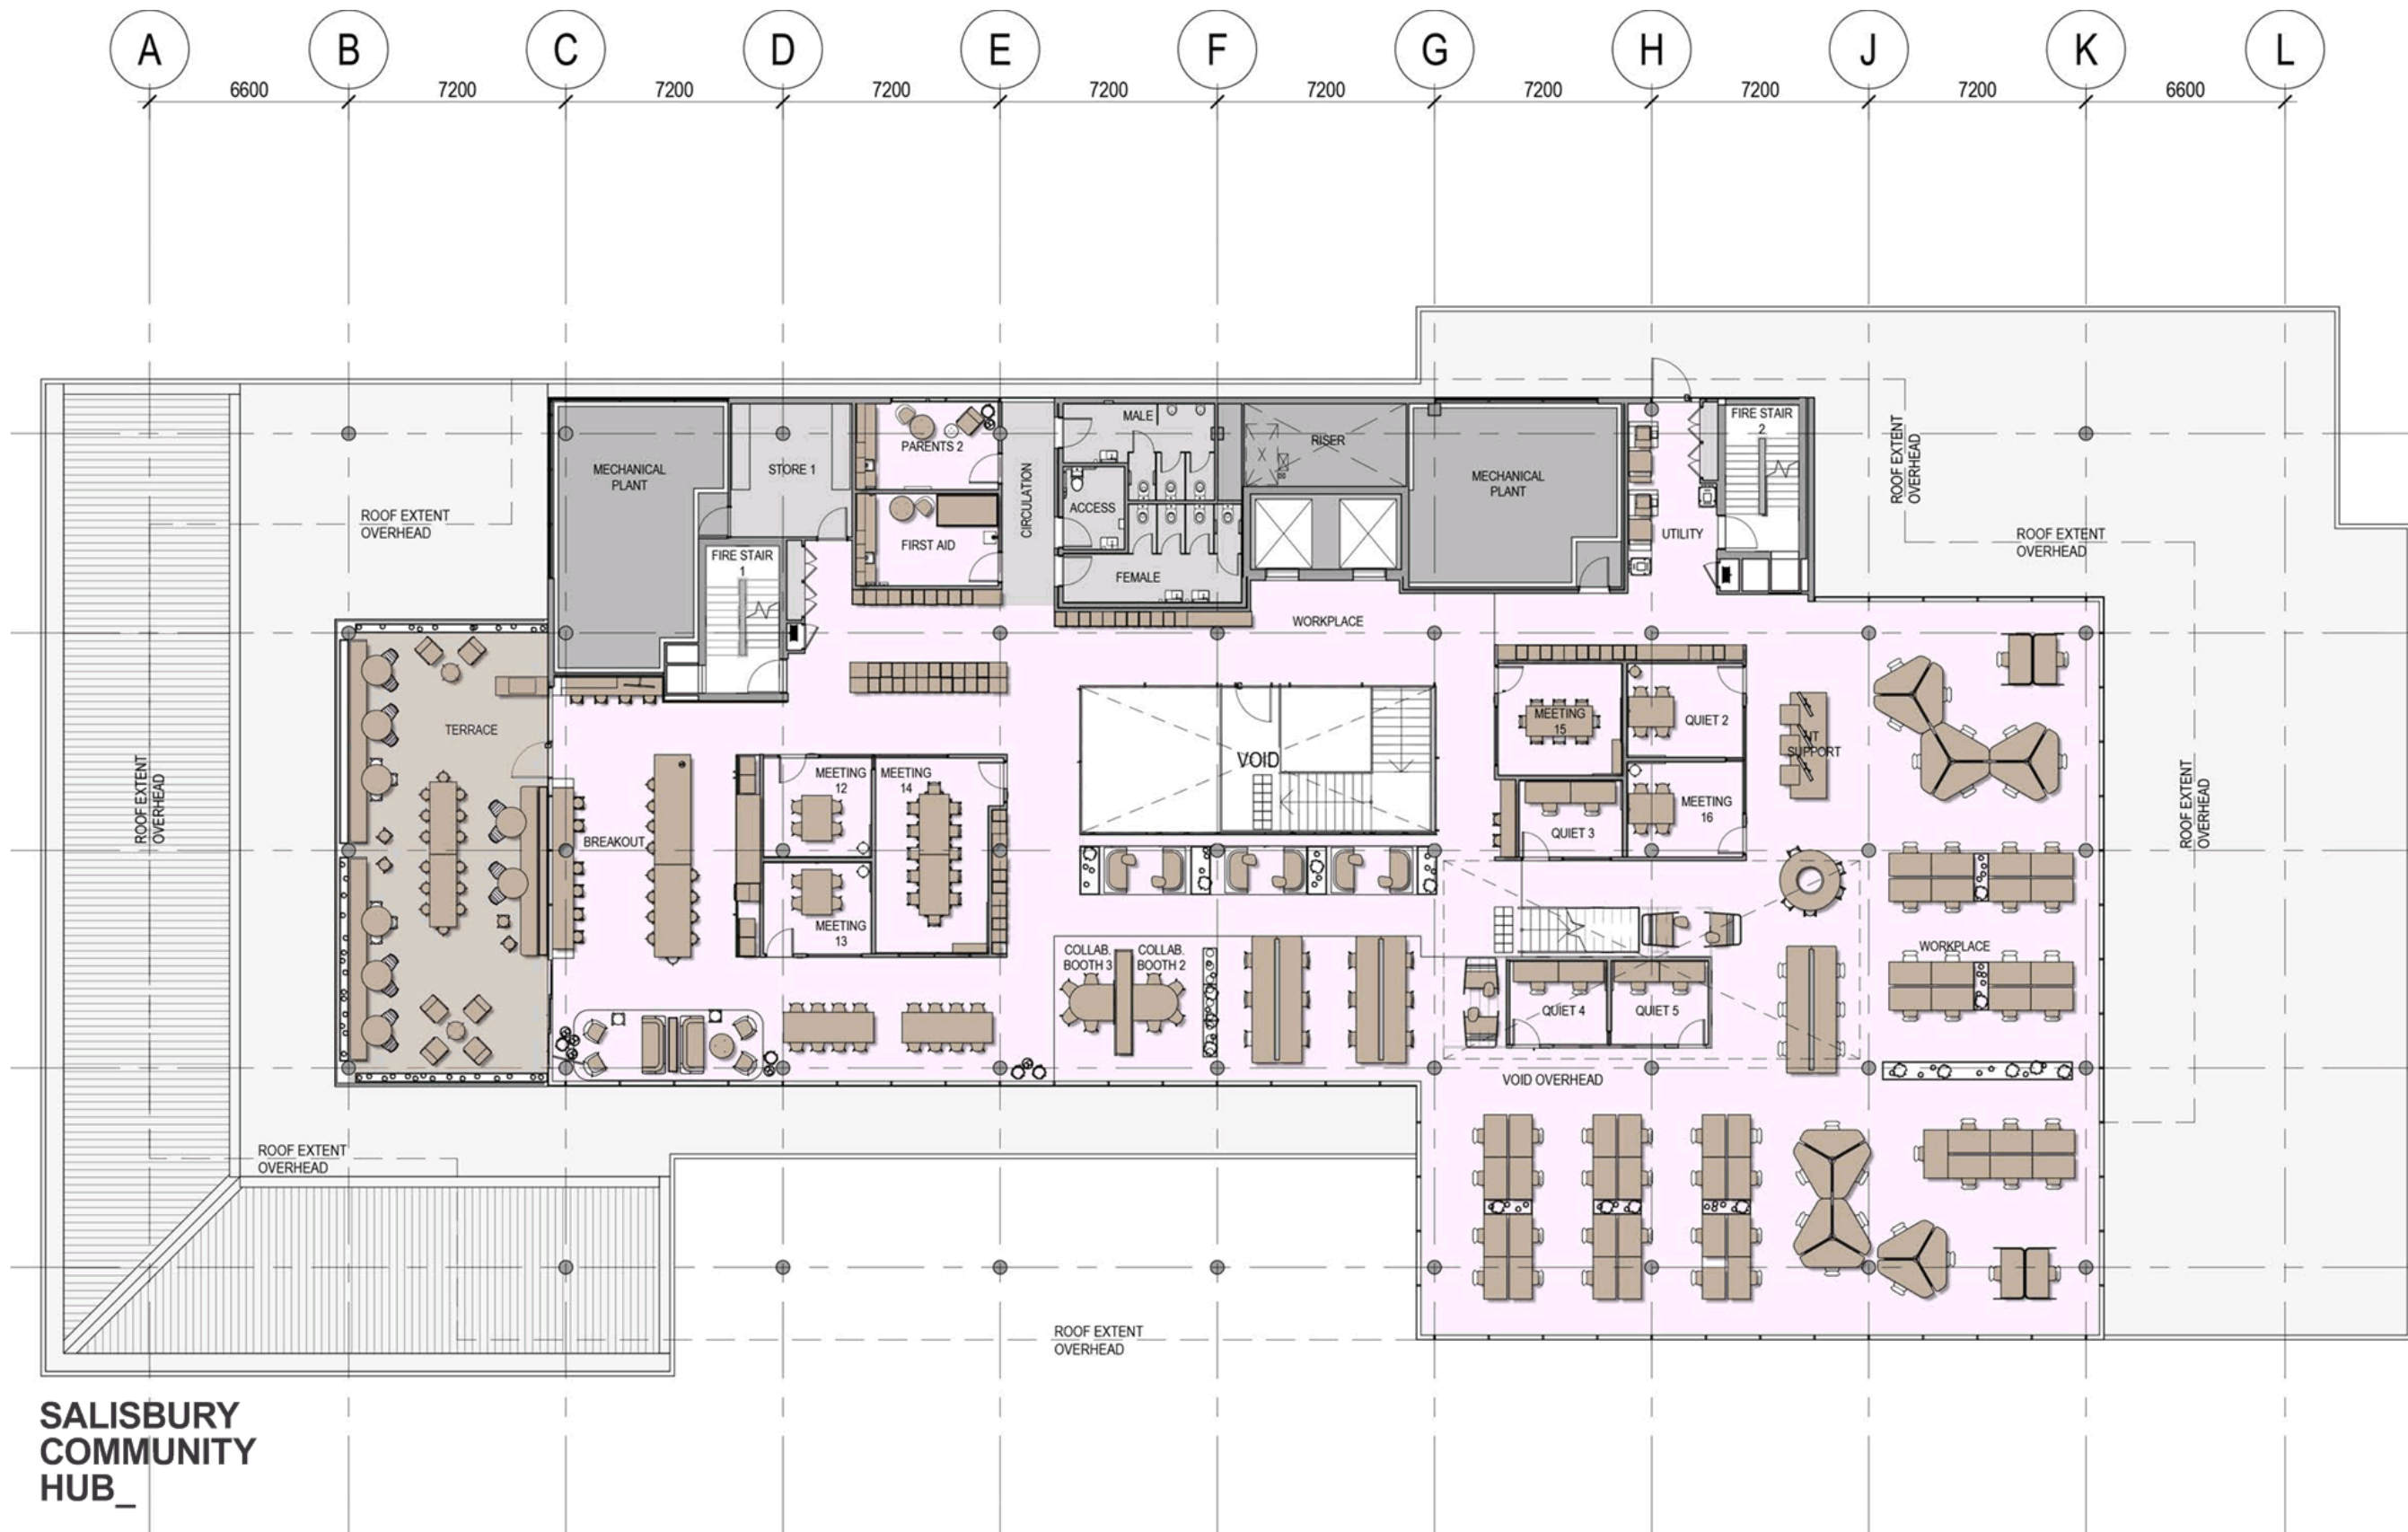 A B C D E F G H J K L
6600 7200 7200 7200 7200 7200 7200 7200 7200 6600
MALE
FIRE STAIR
2
PARENTS 2
RISER
MECHANICAL
PLANT
STORE 1
CIRCULATION
MECHANICAL
PLANT
ROOF EXTENT
OVERHEAD
ROOF EXTENT
OVERHEAD
ACCESS
FIRST AID
UTILITY
ROOF EXTENT
OVERHEAD
FIRE STAIR
1
FEMALE
WORKPLACE
TERRACE
MEETING
15
QUIET 2
IT
SUPPORT
VOID
ROOF EXTENT
OVERHEAD
MEETING
12
MEETING
14
MEETING
16
ROOF EXTENT
OVERHEAD
BREAKOUT
QUIET 3
MEETING
13
COLLAB.
BOOTH 3
COLLAB.
BOOTH 2
WORKPLACE
QUIET 4
QUIET 5
VOID OVERHEAD
ROOF EXTENT
OVERHEAD
ROOF EXTENT
OVERHEAD
SALISBURY
COMMUNITY
HUB_